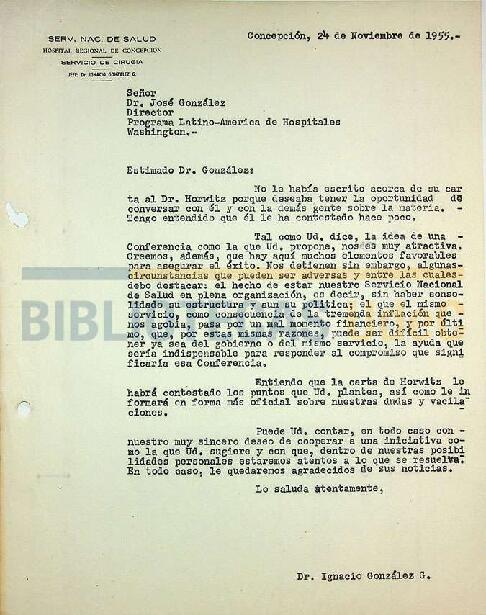 SERV. NAC. DE SALUD
HOSPITAL REGIONAL DE CONCEPCION
SERVICIO DE CIRUGIA
JEFE: Dr. IGNACIO GONZALEZ G.
Concepción, 24 de Noviembre de 1955.-
Señor
Dr. José González
Director
Programa Latino-America de Hospitales
Washington.-
Estimado Dr. González:
No le había escrito acerca de su car
ta al Dr. Horwitz porque deseaba tener la oportunidad de
conversar con él y con la demás gente sobre la materia. -
Tengo entendido que él le ha contestado hace poco.
Tal como Ud. dice, la idea de una -
Conferencia como la que Ud. propone, nos es muy atractiva.
Creemos, además, que hay aquí muchos elementos favorables
para asegurar el éxito. Nos detienen sin embargo, algunas-
circunstancias que pueden ser adversas y entre las cuales-
debo destacar: el hecho de estar nuestro Servicio Nacional
de Salud en plena organización, es decir, sin haber conso-
lidado su estructura y aun su política; el que el mismo -
Servicio, como consecuencia de la tremenda inflación que -
nos agobia, pasa por un mal momento financiero, y por últi
mo, que, por estas mismas razones, puede ser difícil obte-
ner ya sea del gobierno o del mismo servicio, la ayuda que
sería indispensable para responder al compromiso que signi
ficaría esa Conferencia.
Entiendo que la carta de Horwitz le
habrá contestado los puntos que Ud. plantea, así como le in
formará en forma más oficial sobre nuestras dudas y vacila
ciones.
Puede Ud. contar, en todo caso con -
nuestro muy sincero deseo de cooperar a una iniciativa co-
mo la que Ud. sugiere y con que, dentro de nuestras posibi
lidades personales estaremos atentos a lo que se resuelva.
En todo caso, le quedaremos agradecidos de sus noticias.
Lo saluda atentamente,
Dr. Ignacio González G.